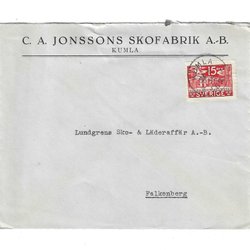 C. A. JONSSONS SKOFABRIK A.-B.
KUMLA
15
SVERIGE
Lundgrens Sko- & Läderaffär A.-B.
Falkenberg